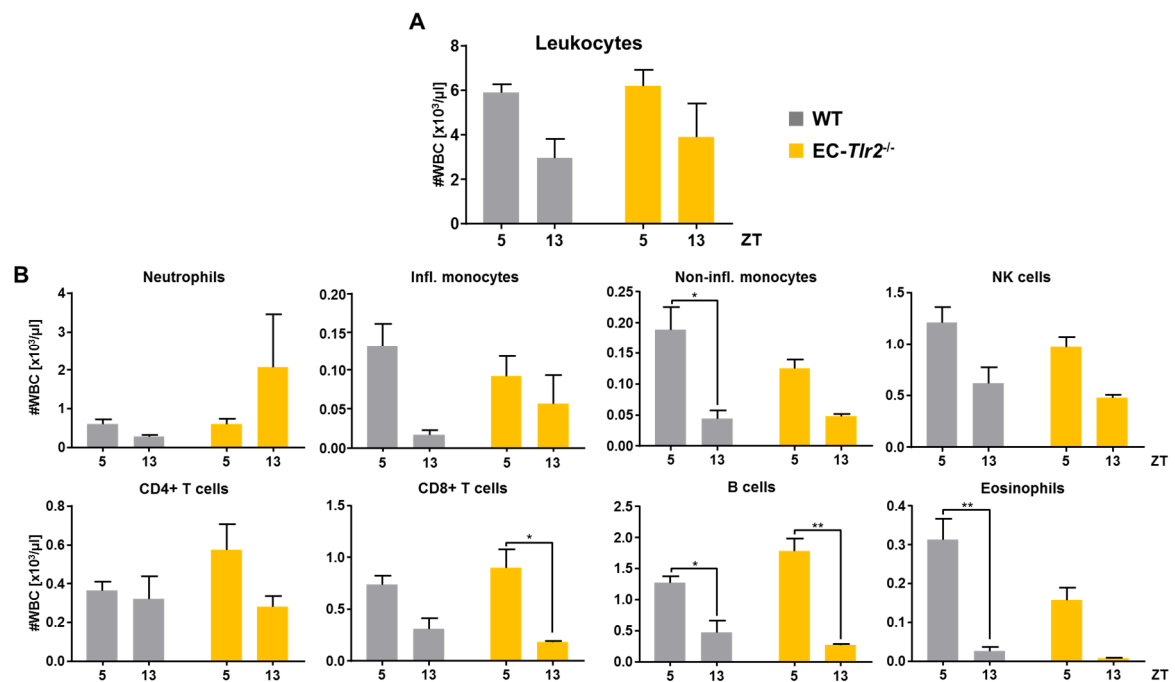 A
Leukocytes
#WBC [x10³/µl]
8
6
4
2
0
5 13 5 13 ZT
WT
EC-Tlr2-/-
B
Neutrophils
#WBC [x10³/µl]
4
3
2
1
0
5 13 5 13
Infl. monocytes
0.20
0.15
0.10
0.05
0.00
5 13 5 13
Non-infl. monocytes
0.25
0.20
0.15
0.10
0.05
0.00
*
5 13 5 13
NK cells
1.5
1.0
0.5
0.0
5 13 5 13 ZT
CD4+ T cells
#WBC [x10³/µl]
0.8
0.6
0.4
0.2
0.0
5 13 5 13
CD8+ T cells
1.5
1.0
0.5
0.0
*
5 13 5 13
B cells
2.5
2.0
1.5
1.0
0.5
0.0
*
**
5 13 5 13
Eosinophils
0.4
0.3
0.2
0.1
0.0
**
5 13 5 13 ZT